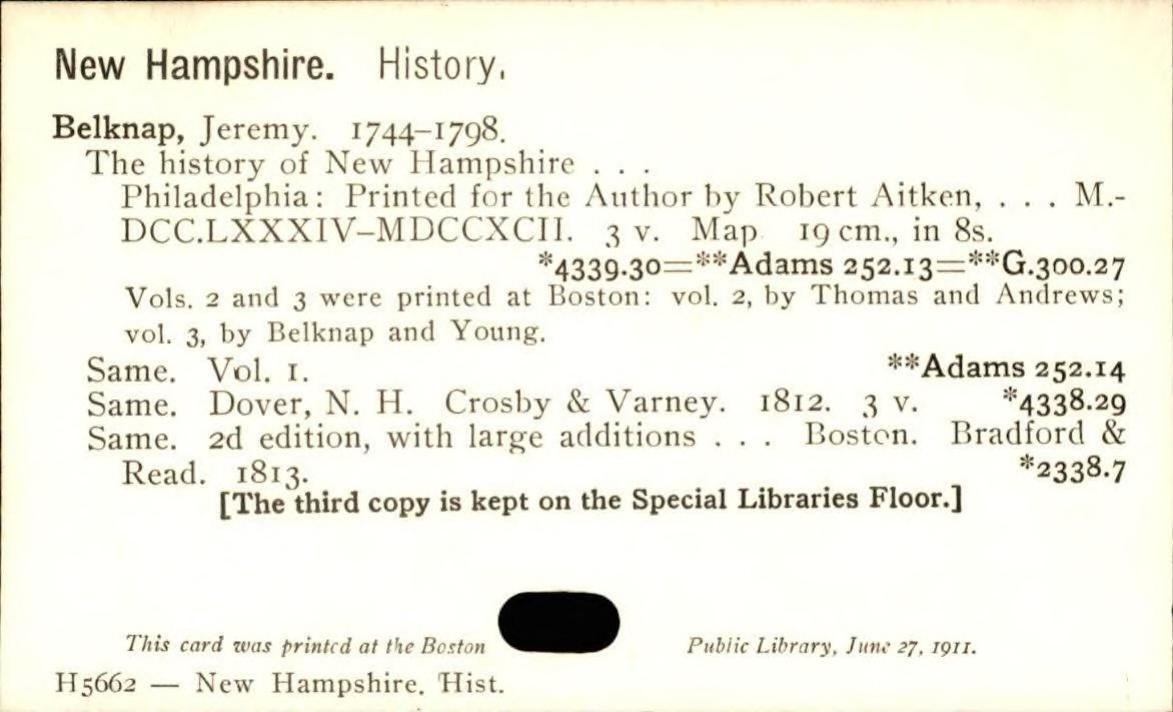 New Hampshire. History.
Belknap, Jeremy. 1744–1798.
The history of New Hampshire . . .
Philadelphia: Printed for the Author by Robert Aitken, . . . M.-
DCC.LXXXIV–MDCCXCII. 3 v. Map 19 cm., in 8s.
*4339.30=**Adams 252.13=**G.300.27
Vols. 2 and 3 were printed at Boston: vol. 2, by Thomas and Andrews;
vol. 3, by Belknap and Young.
Same. Vol. 1. **Adams 252.14
Same. Dover, N. H. Crosby & Varney. 1812. 3 v. *4338.29
Same. 2d edition, with large additions . . . Boston. Bradford &
Read. 1813. *2338.7
[The third copy is kept on the Special Libraries Floor.]
This card was printed at the Boston Public Library, June 27, 1911.
H5662 — New Hampshire. Hist.